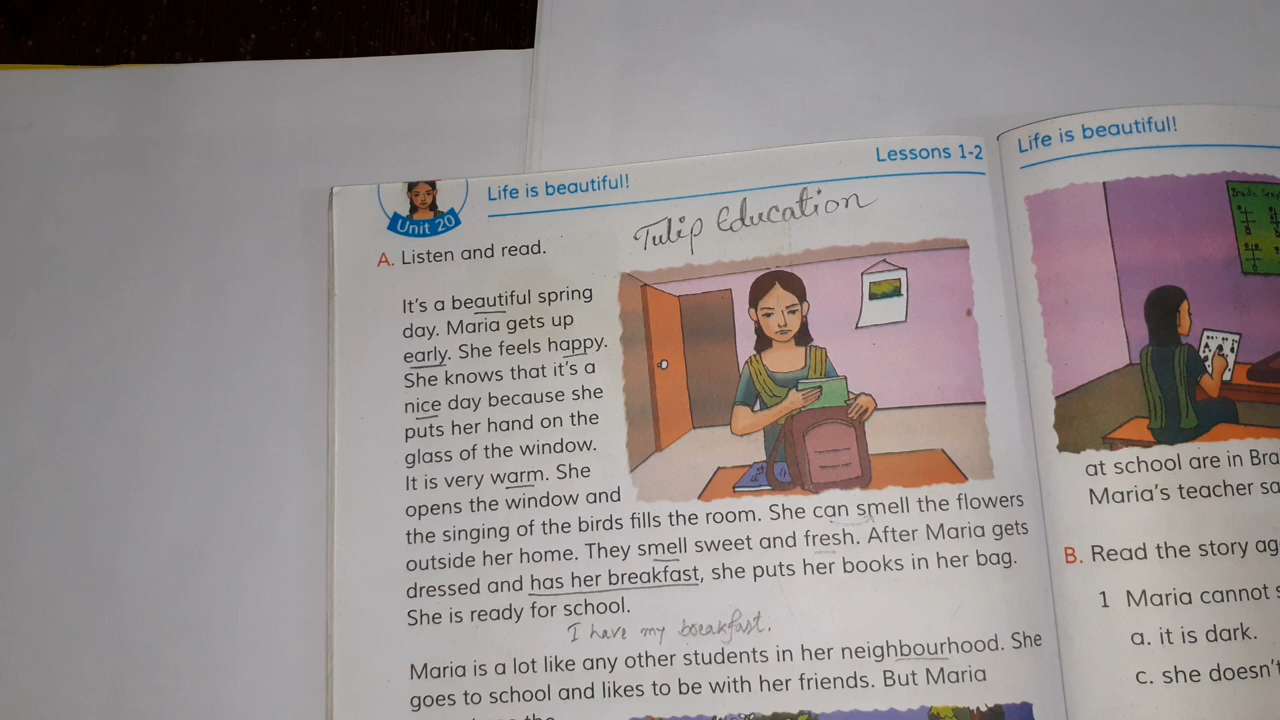 Life is beautiful!
Lessons 1-2
Unit 20
Tulip Education
A. Listen and read.
It's a beautiful spring
day. Maria gets up
early. She feels happy.
She knows that it's a
nice day because she
puts her hand on the
glass of the window.
It is very warm. She
opens the window and
the singing of the birds fills the room. She can smell the flowers
outside her home. They smell sweet and fresh. After Maria gets
dressed and has her breakfast, she puts her books in her bag.
She is ready for school.
I have my breakfast.
Maria is a lot like any other students in her neighbourhood. She
goes to school and likes to be with her friends. But Maria
the
Life is beautiful!
at school are in Bra
Maria's teacher sa
B. Read the story ag
1 Maria cannot s
a. it is dark.
c. she doesn't